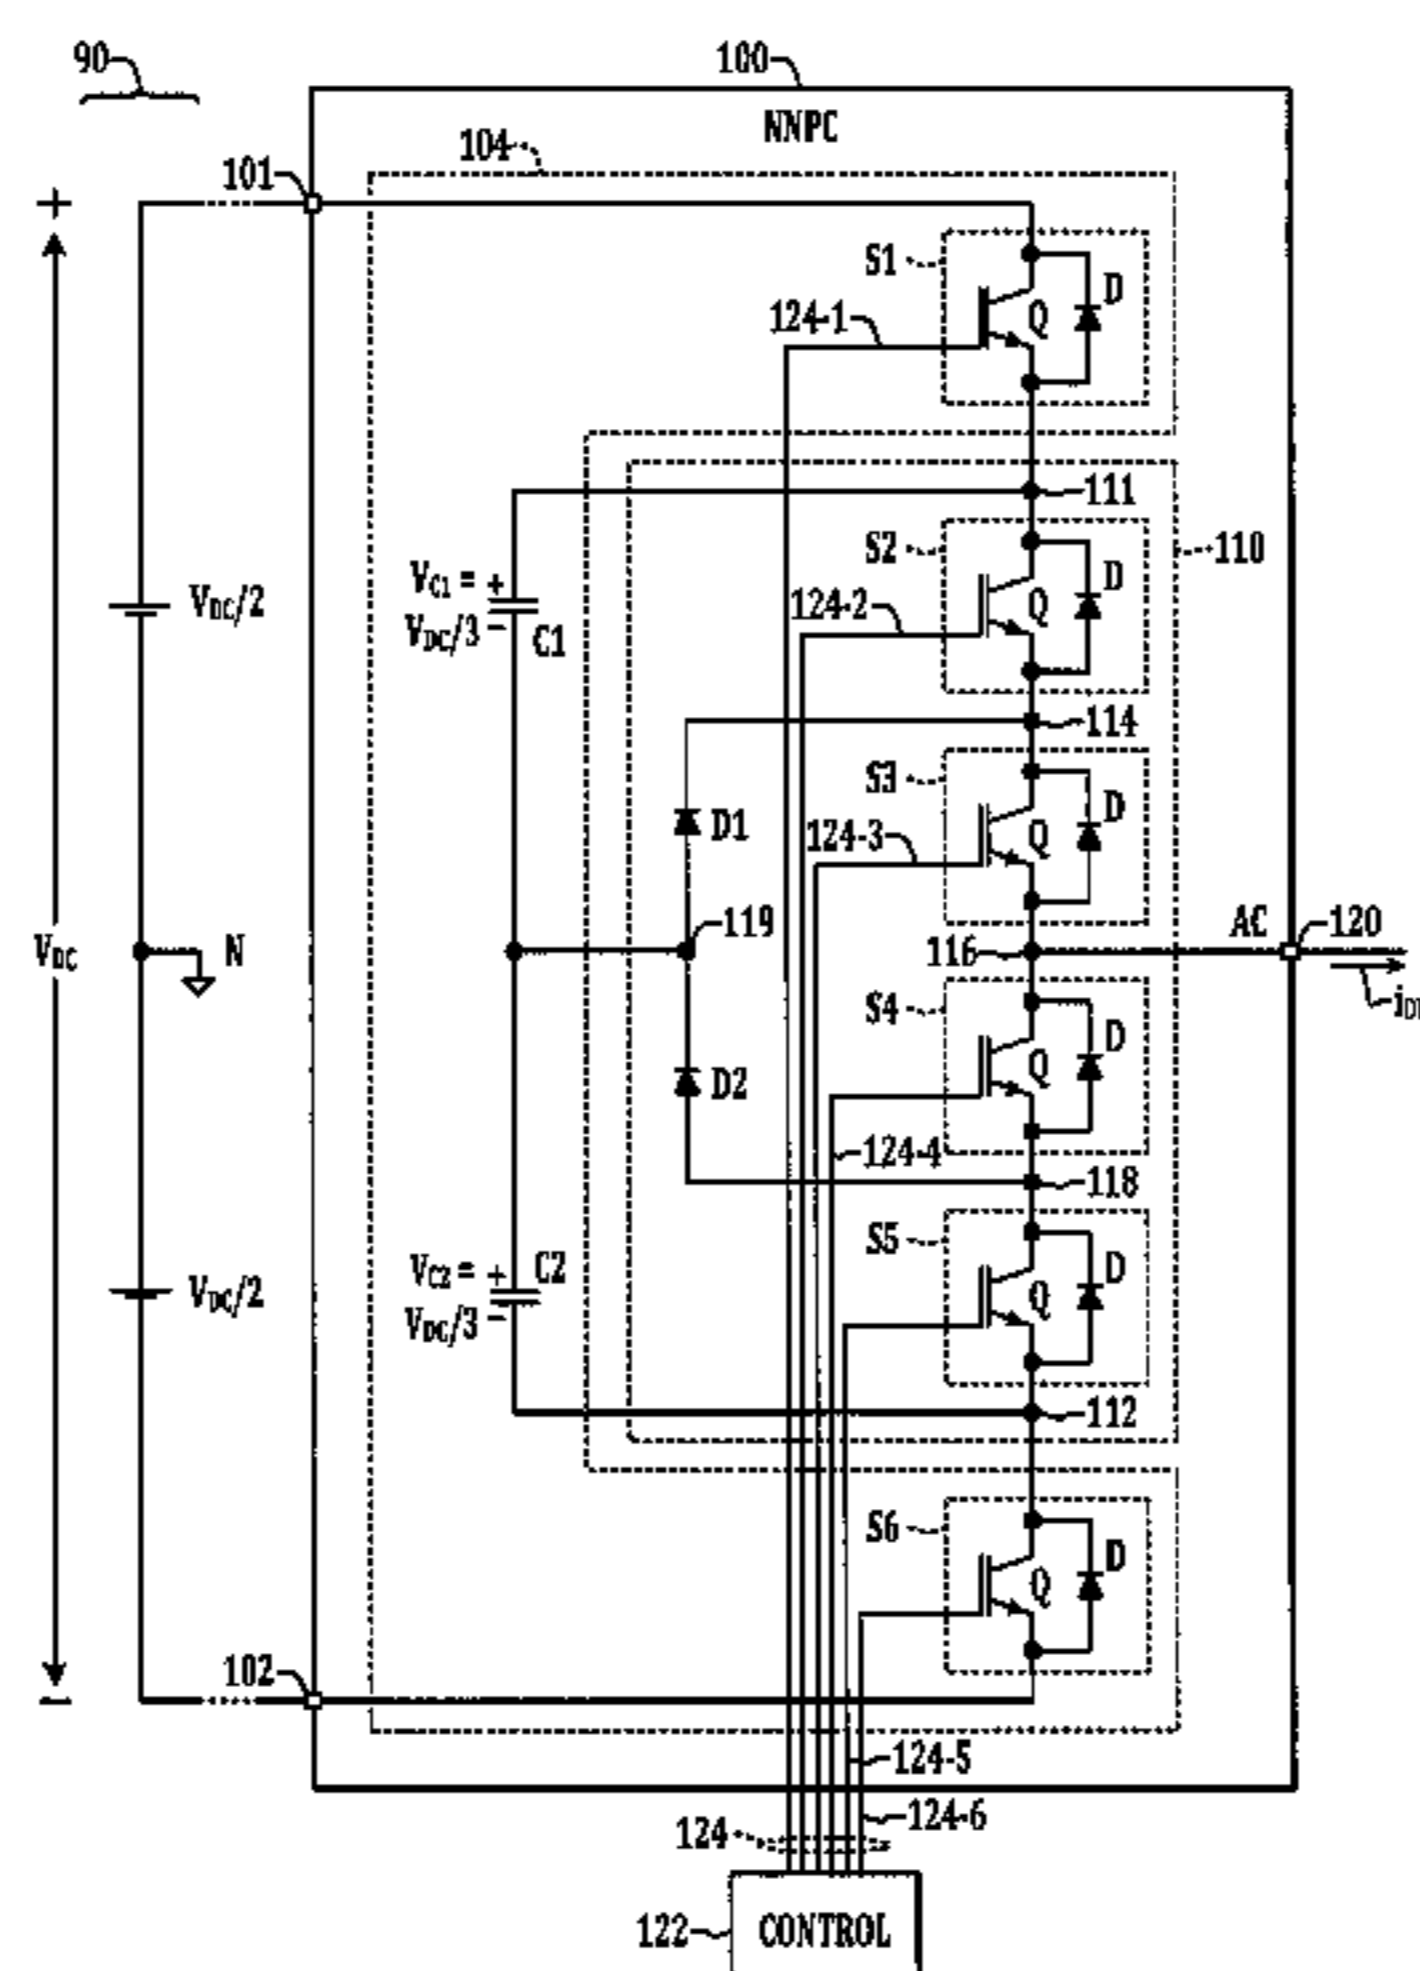 90
100
NNPC
104
101
+
S1
D
Q
124-1
111
S2
D
110
VC1 = +
VDC/3 −
C1
Q
124-2
VDC/2
114
S3
D
D1
Q
124-3
119
AC
120
VDC
N
116
S4
D
Q
D2
124-4
118
S5
D
VC2 = +
VDC/3 −
C2
Q
VDC/2
112
S6
D
Q
102
−
124-5
124-6
124
122
CONTROL